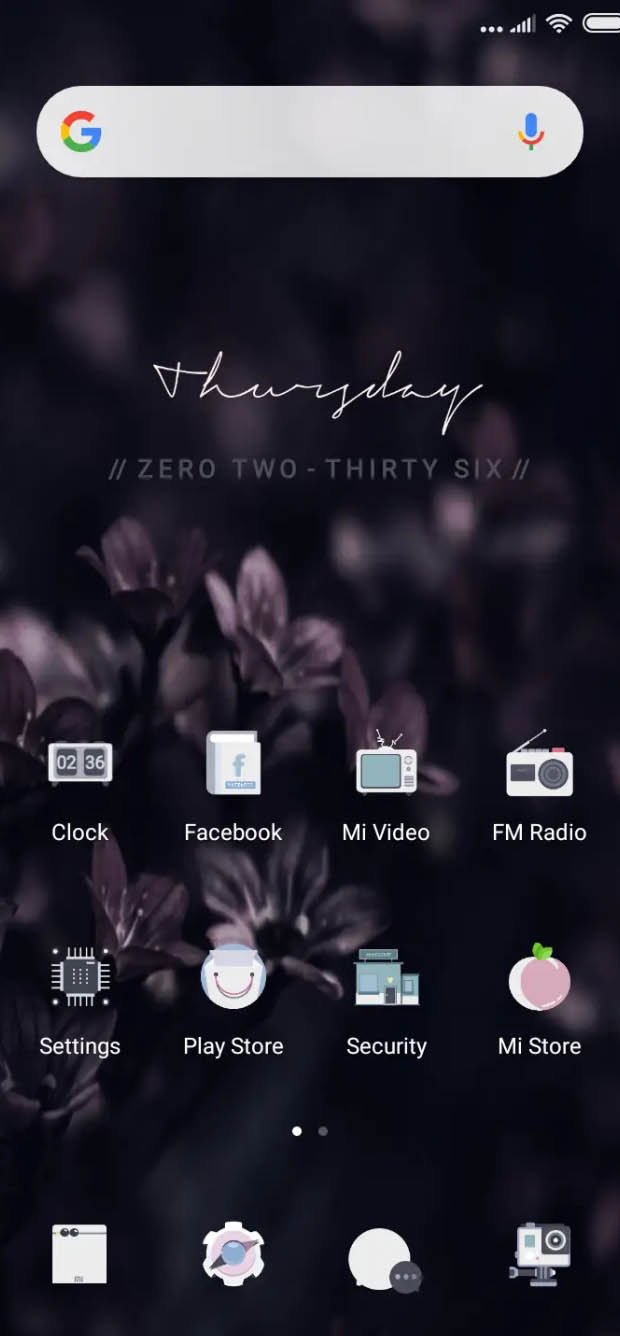 G
Thursday
// ZERO TWO - THIRTY SIX //
02 36
f
Clock Facebook Mi Video FM Radio
Settings Play Store Security Mi Store
MI